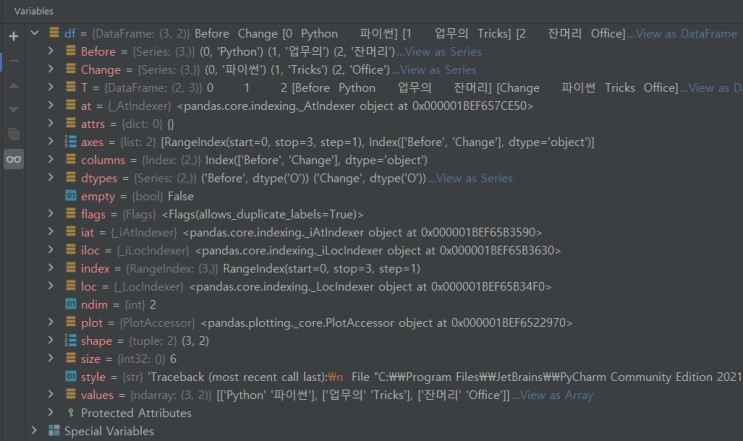 Variables
df = {DataFrame: (3, 2)} Before Change [0 Python 파이썬] [1 업무의 Tricks] [2 잔머리 Office]...View as DataFrame
Before = {Series: (3,)} (0, 'Python') (1, '업무의') (2, '잔머리')...View as Series
Change = {Series: (3,)} (0, '파이썬') (1, 'Tricks') (2, 'Office')...View as Series
T = {DataFrame: (2, 3)} 0 1 2 [Before Python 업무의 잔머리] [Change 파이썬 Tricks Office]...View as Da
at = {_AtIndexer} <pandas.core.indexing._AtIndexer object at 0x000001BEF657CE50>
attrs = {dict: 0} {}
axes = {list: 2} [RangeIndex(start=0, stop=3, step=1), Index(['Before', 'Change'], dtype='object')]
columns = {Index: (2,)} Index(['Before', 'Change'], dtype='object')
dtypes = {Series: (2,)} ('Before', dtype('O')) ('Change', dtype('O'))...View as Series
empty = {bool} False
flags = {Flags} <Flags(allows_duplicate_labels=True)>
iat = {_iAtIndexer} <pandas.core.indexing._iAtIndexer object at 0x000001BEF65B3590>
iloc = {_iLocIndexer} <pandas.core.indexing._iLocIndexer object at 0x000001BEF65B3630>
index = {RangeIndex: (3,)} RangeIndex(start=0, stop=3, step=1)
loc = {_LocIndexer} <pandas.core.indexing._LocIndexer object at 0x000001BEF65B34F0>
ndim = {int} 2
plot = {PlotAccessor} <pandas.plotting._core.PlotAccessor object at 0x000001BEF6522970>
shape = {tuple: 2} (3, 2)
size = {int32: ()} 6
style = {str} 'Traceback (most recent call last):₩n File "C:₩₩Program Files₩₩JetBrains₩₩PyCharm Community Edition 2021
values = {ndarray: (3, 2)} [['Python' '파이썬'], ['업무의' 'Tricks'], ['잔머리' 'Office']]...View as Array
Protected Attributes
Special Variables